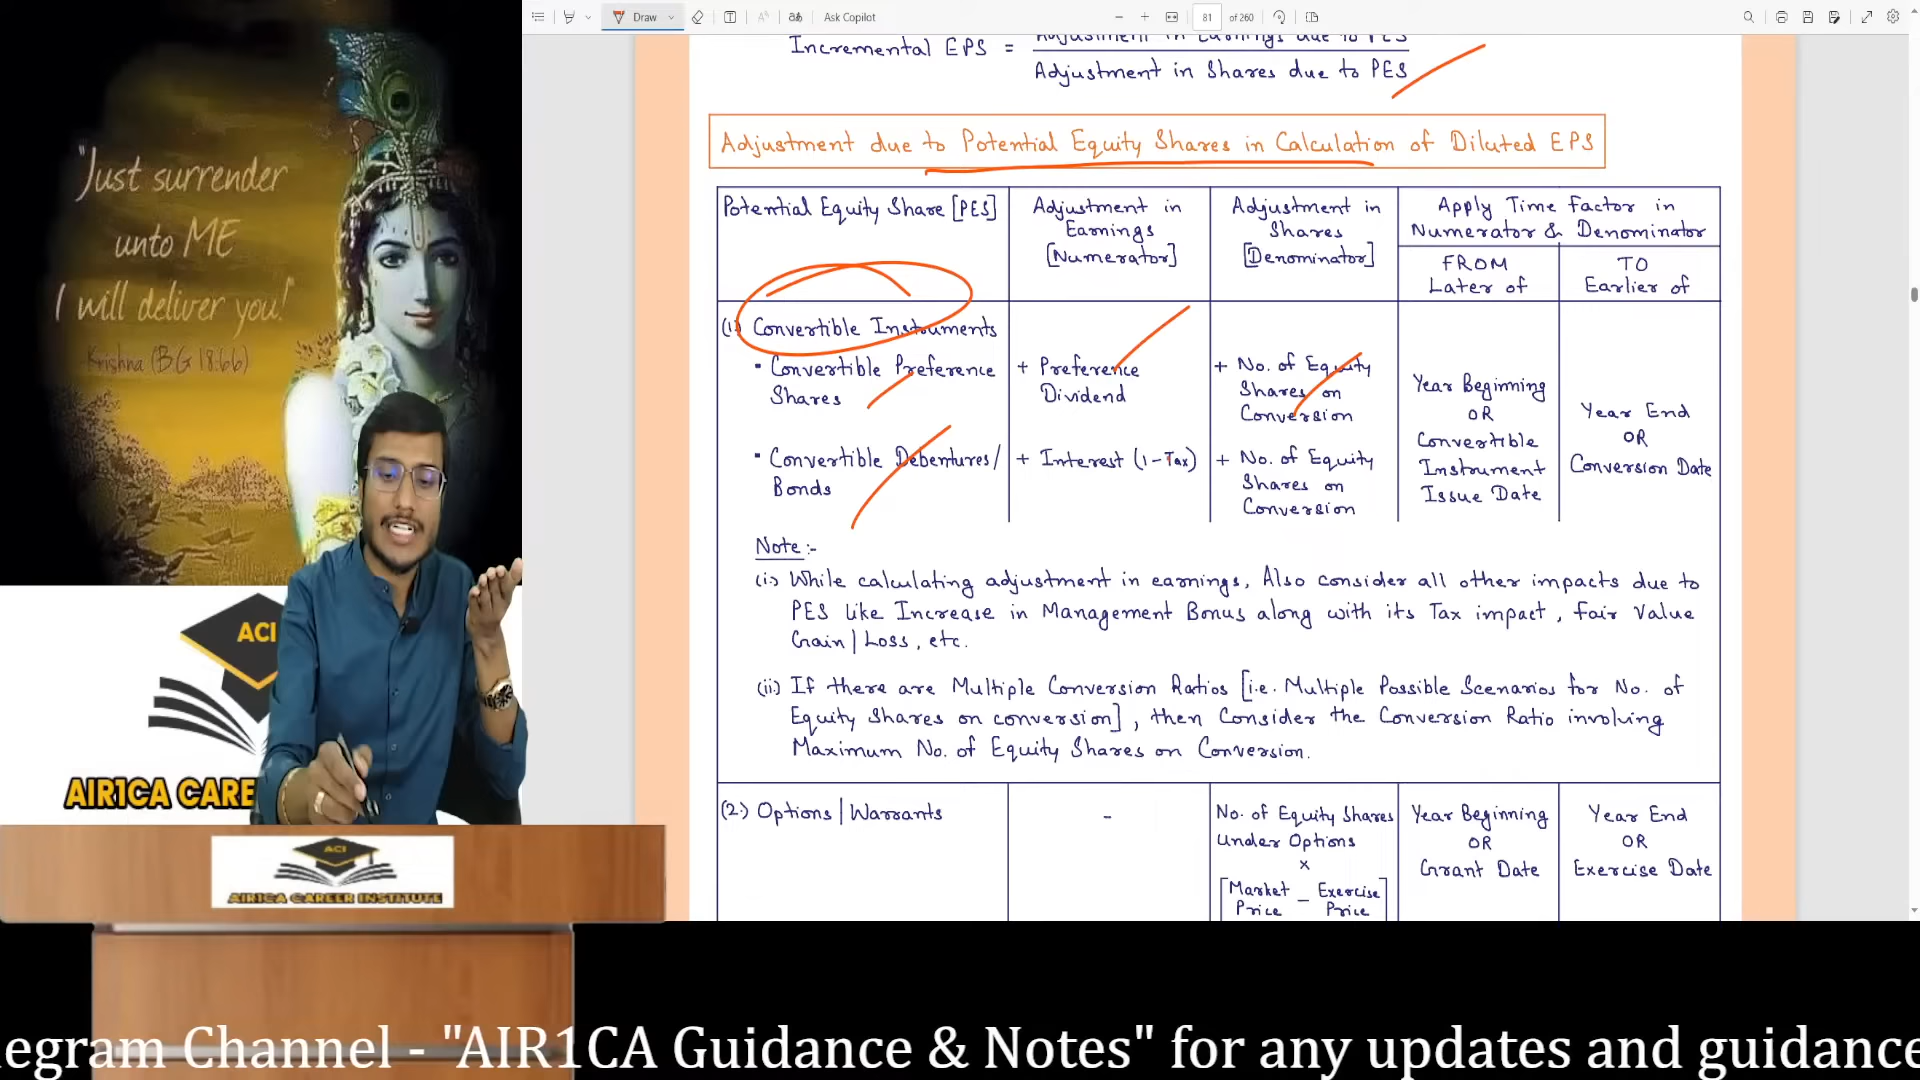 Draw
Ask Copilot
81 of 260
"Just surrender
unto ME
I will deliver you!"
Krishna (BG 18:66)
ACI
AIR1CA CARE
ACI
AIR1CA CAREER INSTITUTE
Incremental EPS = Adjustment in Earnings due to PES
Adjustment in Shares due to PES
Adjustment due to Potential Equity Shares in Calculation of Diluted EPS
Potential Equity Share [PES]
Adjustment in
Earnings
[Numerator]
Adjustment in
Shares
[Denominator]
Apply Time Factor in
Numerator & Denominator
FROM
Later of
TO
Earlier of
(1) Convertible Instruments
▪ Convertible Preference
Shares
+ Preference
Dividend
+ No. of Equity
Shares on
Conversion
▪ Convertible Debentures/
Bonds
+ Interest (1-Tax)
+ No. of Equity
Shares on
Conversion
Year Beginning
OR
Convertible
Instrument
Issue Date
Year End
OR
Conversion Date
Note :-
(i.) While calculating adjustment in earnings, Also consider all other impacts due to
PES like Increase in Management Bonus along with its Tax impact, Fair Value
Gain | Loss, etc.
(ii.) If there are Multiple Conversion Ratios [i.e. Multiple Possible Scenarios for No. of
Equity Shares on conversion], then Consider the Conversion Ratio involving
Maximum No. of Equity Shares on Conversion.
(2.) Options | Warrants
-
No. of Equity Shares
Under Options
×
[Market Price - Exercise Price]
Year Beginning
OR
Grant Date
Year End
OR
Exercise Date
legram Channel - "AIR1CA Guidance & Notes" for any updates and guidance